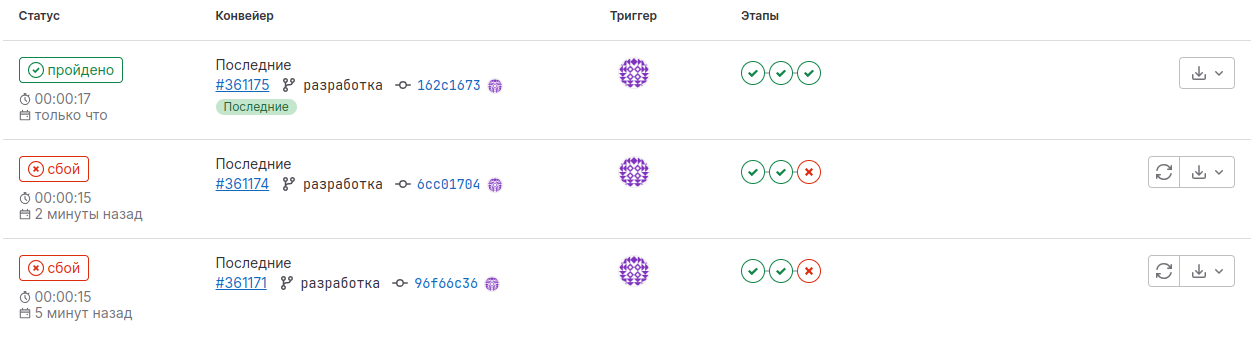 Статус Конвейер Триггер Этапы
пройдено
00:00:17
только что
Последние
#361175 разработка 162c1673
Последние
сбой
00:00:15
2 минуты назад
Последние
#361174 разработка 6cc01704
сбой
00:00:15
5 минут назад
Последние
#361171 разработка 96f66c36